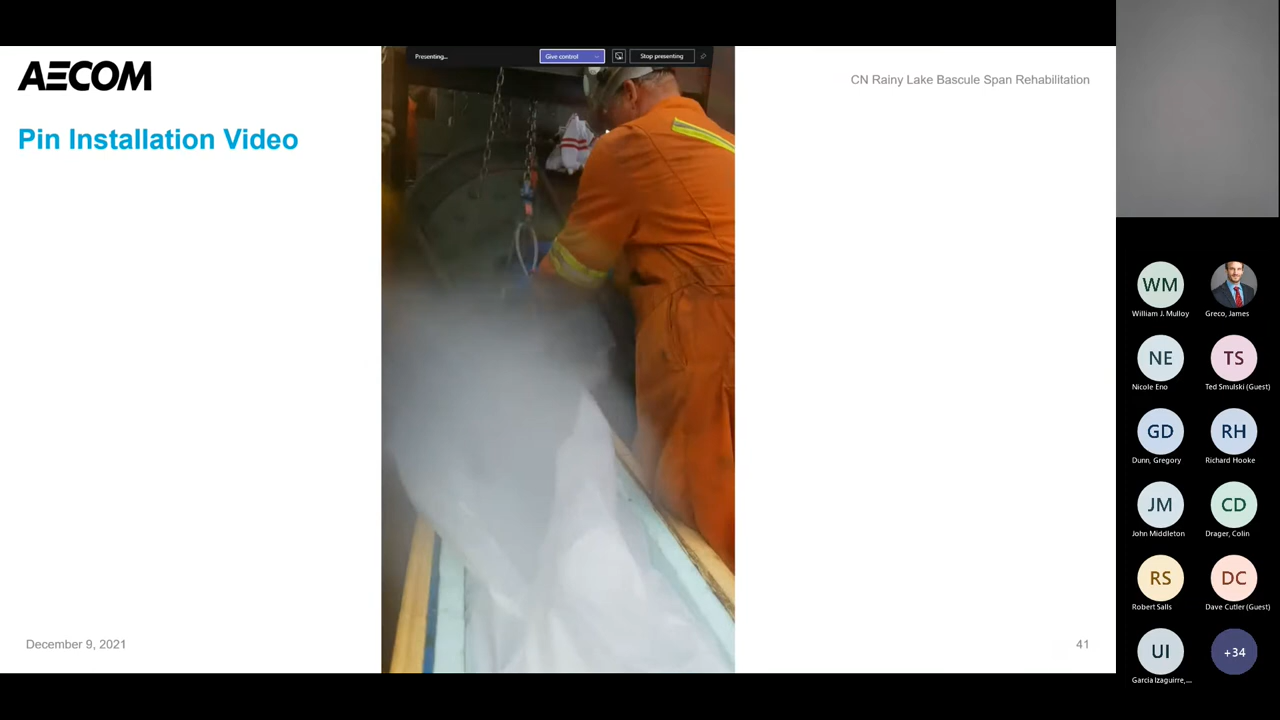 Presenting...
Give control
Stop presenting
AECOM
CN Rainy Lake Bascule Span Rehabilitation
Pin Installation Video
December 9, 2021
41
WM
William J. Mulloy
Greco, James
NE
Nicole Eno
TS
Ted Smulski (Guest)
GD
Dunn, Gregory
RH
Richard Hooke
JM
John Middleton
CD
Drager, Colin
RS
Robert Salls
DC
Dave Cutler (Guest)
UI
Garcia Izaguirre,...
+34